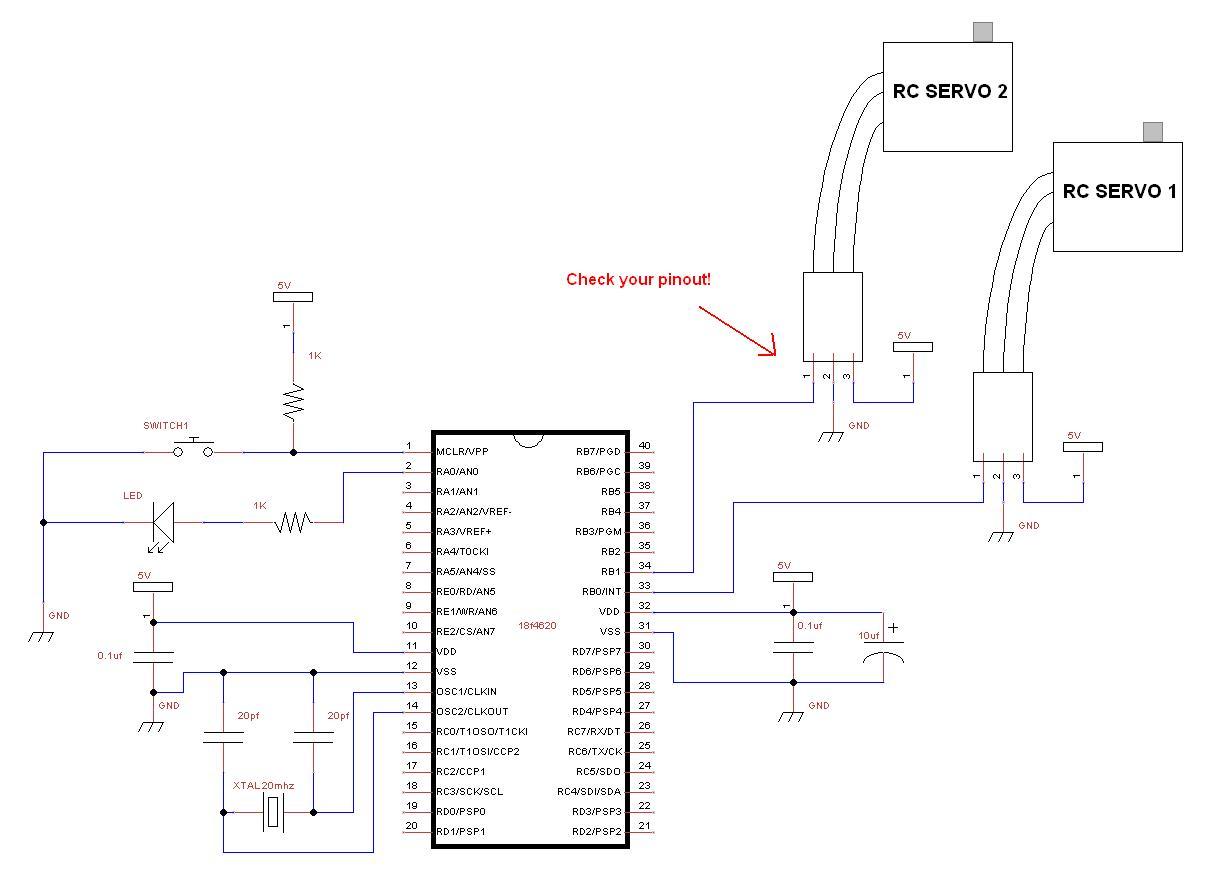 RC SERVO 2
RC SERVO 1
Check your pinout!
5V
1
1K
5V
1
1 2 3
GND
5V
1
1 2 3
GND
SWITCH1
LED
1K
GND
5V
1
0.1uf
GND
20pf
20pf
XTAL20mhz
18f4620
1 MCLR/VPP
2 RA0/AN0
3 RA1/AN1
4 RA2/AN2/VREF-
5 RA3/VREF+
6 RA4/TOCKI
7 RA5/AN4/SS
8 RE0/RD/AN5
9 RE1/WR/AN6
10 RE2/CS/AN7
11 VDD
12 VSS
13 OSC1/CLKIN
14 OSC2/CLKOUT
15 RC0/T1OSO/T1CKI
16 RC1/T1OSI/CCP2
17 RC2/CCP1
18 RC3/SCK/SCL
19 RD0/PSP0
20 RD1/PSP1
RB7/PGD 40
RB6/PGC 39
RB5 38
RB4 37
RB3/PGM 36
RB2 35
RB1 34
RB0/INT 33
VDD 32
VSS 31
RD7/PSP7 30
RD6/PSP6 29
RD5/PSP5 28
RD4/PSP4 27
RC7/RX/DT 26
RC6/TX/CK 25
RC5/SDO 24
RC4/SDI/SDA 23
RD3/PSP3 22
RD2/PSP2 21
5V
1
0.1uf
10uf +
GND